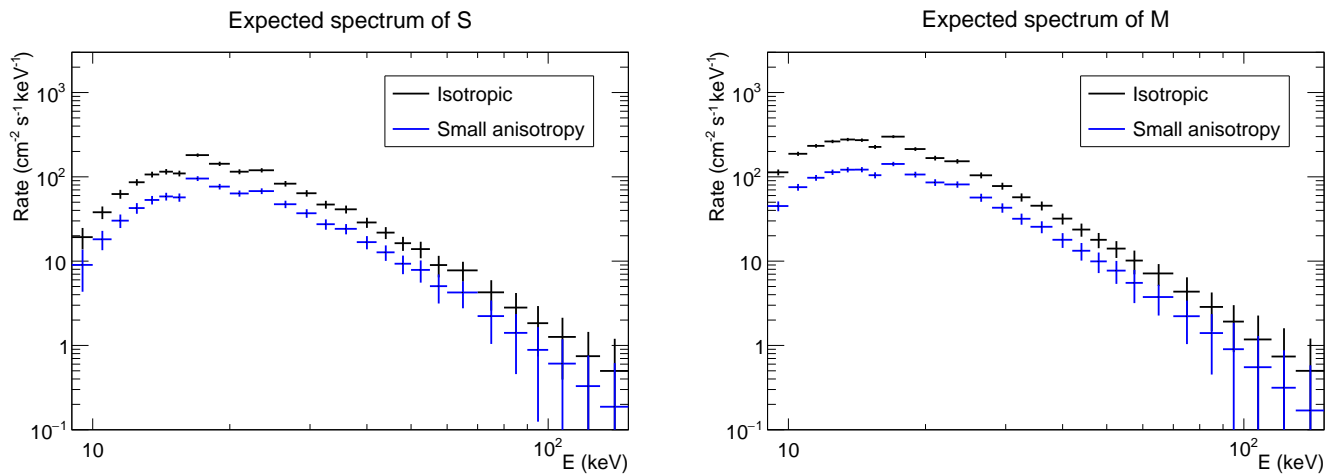 Expected spectrum of S
Rate (cm⁻² s⁻¹ keV⁻¹)
10³
10²
10
1
10⁻¹
Isotropic
Small anisotropy
10
10²
E (keV)
Expected spectrum of M
Rate (cm⁻² s⁻¹ keV⁻¹)
10³
10²
10
1
10⁻¹
Isotropic
Small anisotropy
10
10²
E (keV)